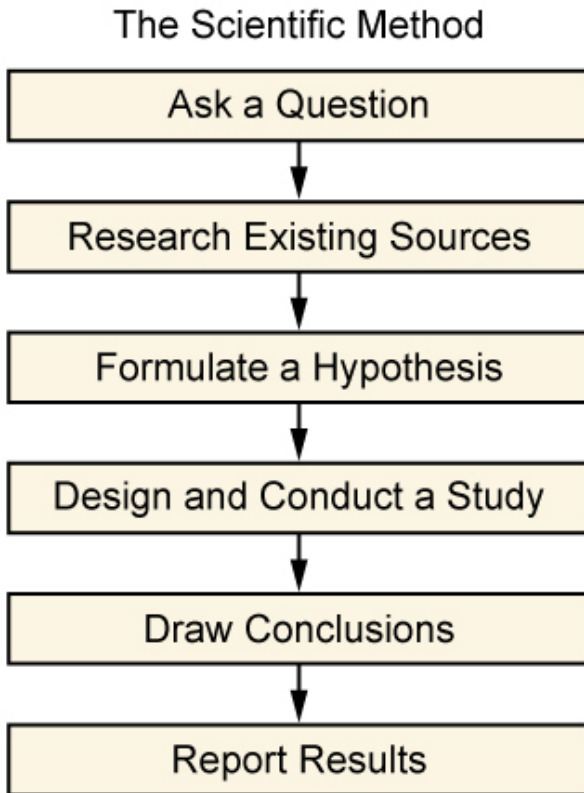 The Scientific Method
Ask a Question
Research Existing Sources
Formulate a Hypothesis
Design and Conduct a Study
Draw Conclusions
Report Results